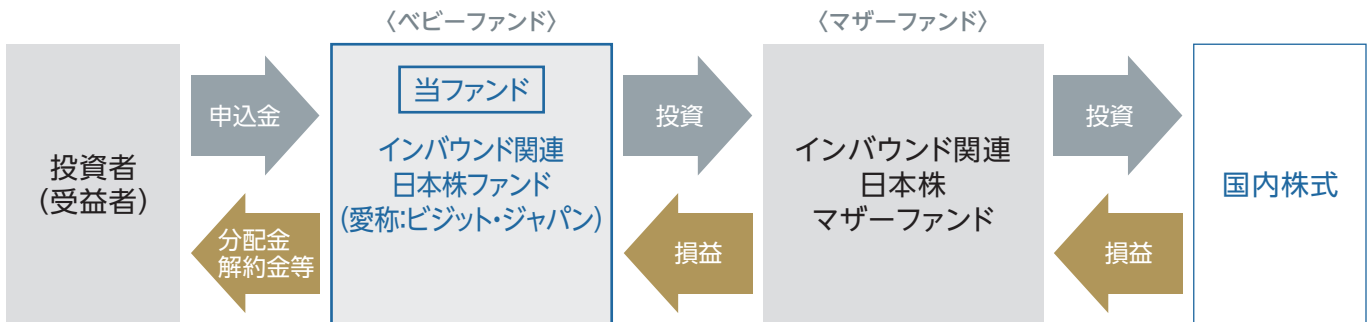 〈ベビーファンド〉
〈マザーファンド〉
投資者
(受益者)
申込金
分配金
解約金等
当ファンド
インバウンド関連
日本株ファンド
(愛称:ビジット・ジャパン)
投資
損益
インバウンド関連
日本株
マザーファンド
投資
損益
国内株式